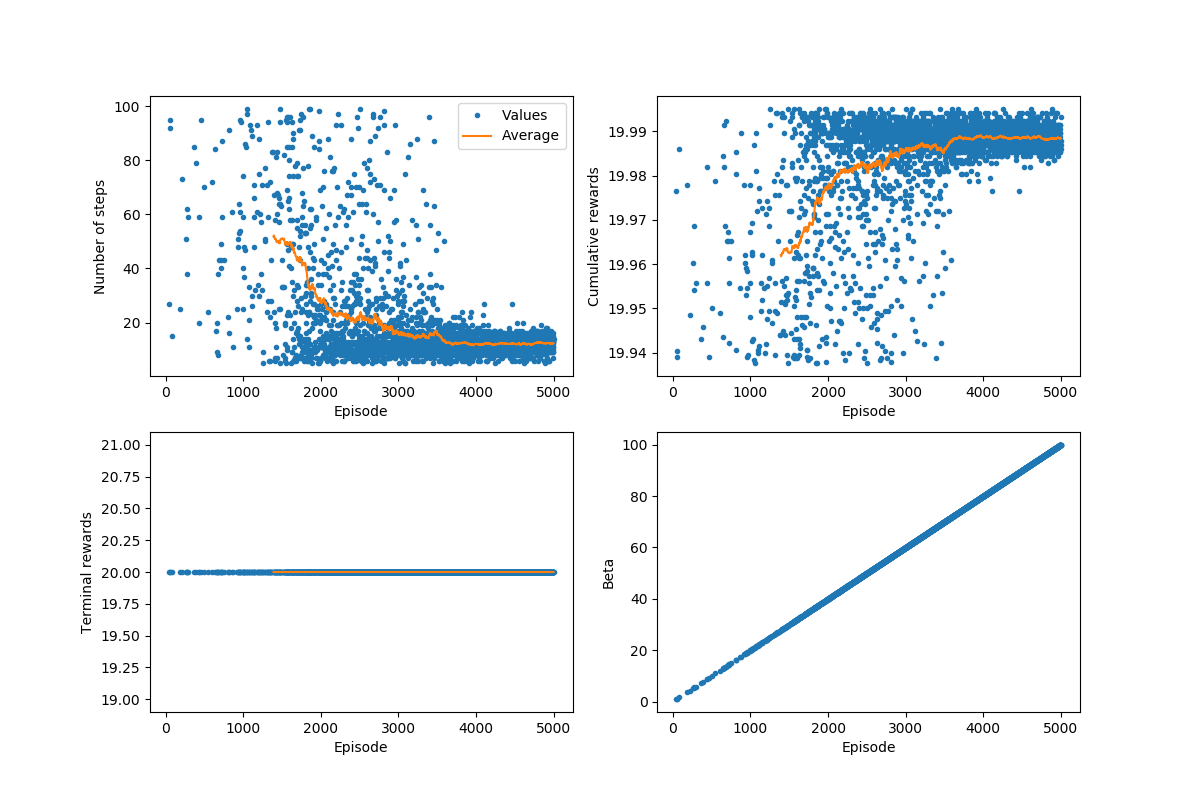 100
80
60
40
20
Number of steps
Values
Average
0 1000 2000 3000 4000 5000
Episode
19.99
19.98
19.97
19.96
19.95
19.94
Cumulative rewards
0 1000 2000 3000 4000 5000
Episode
21.00
20.75
20.50
20.25
20.00
19.75
19.50
19.25
19.00
Terminal rewards
0 1000 2000 3000 4000 5000
Episode
100
80
60
40
20
0
Beta
0 1000 2000 3000 4000 5000
Episode